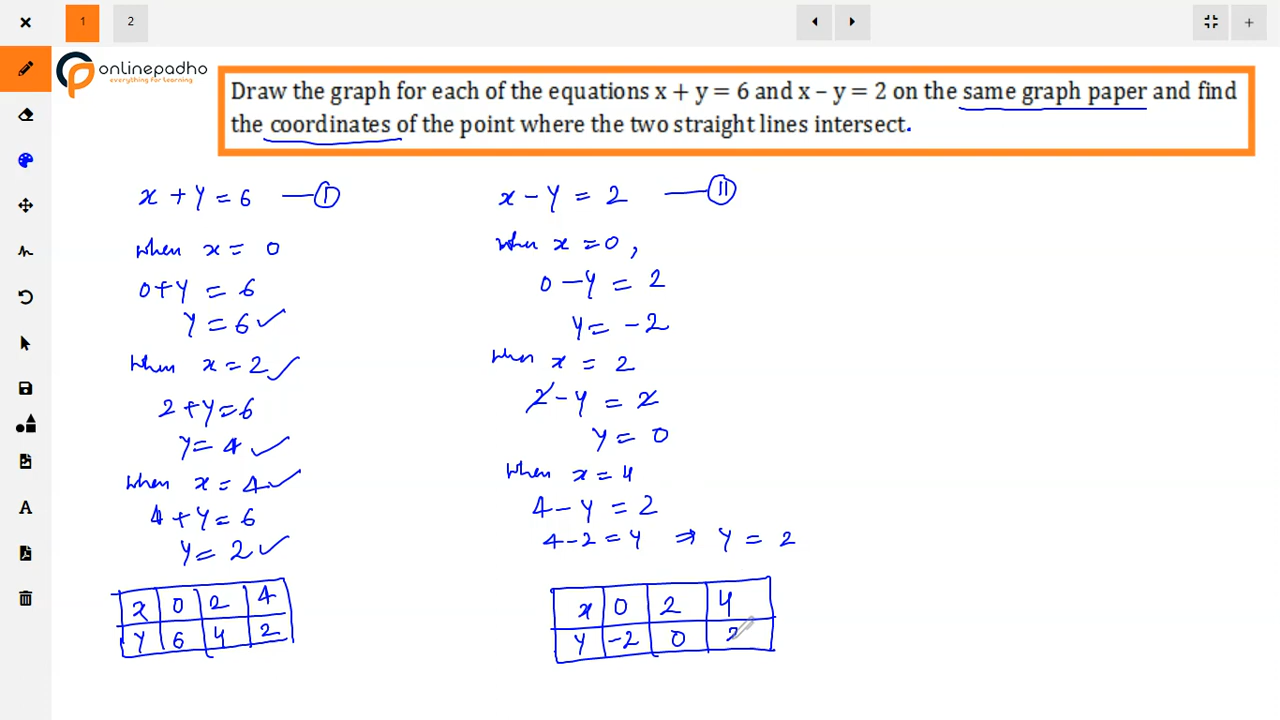 1 2
onlinepadho
everything for learning
Draw the graph for each of the equations x + y = 6 and x – y = 2 on the same graph paper and find
the coordinates of the point where the two straight lines intersect.
x + y = 6 — I
when x = 0
0+y = 6
y = 6 ✓
when x = 2 ✓
2 + y = 6
y = 4 ✓
when x = 4 ✓
4 + y = 6
y = 2 ✓
x 0 2 4
y 6 4 2
x - y = 2 — II
when x = 0,
0 - y = 2
y = -2
when x = 2
2 - y = 2
y = 0
when x = 4
4 - y = 2
4-2 = y ⇒ y = 2
x 0 2 4
y -2 0 2
A